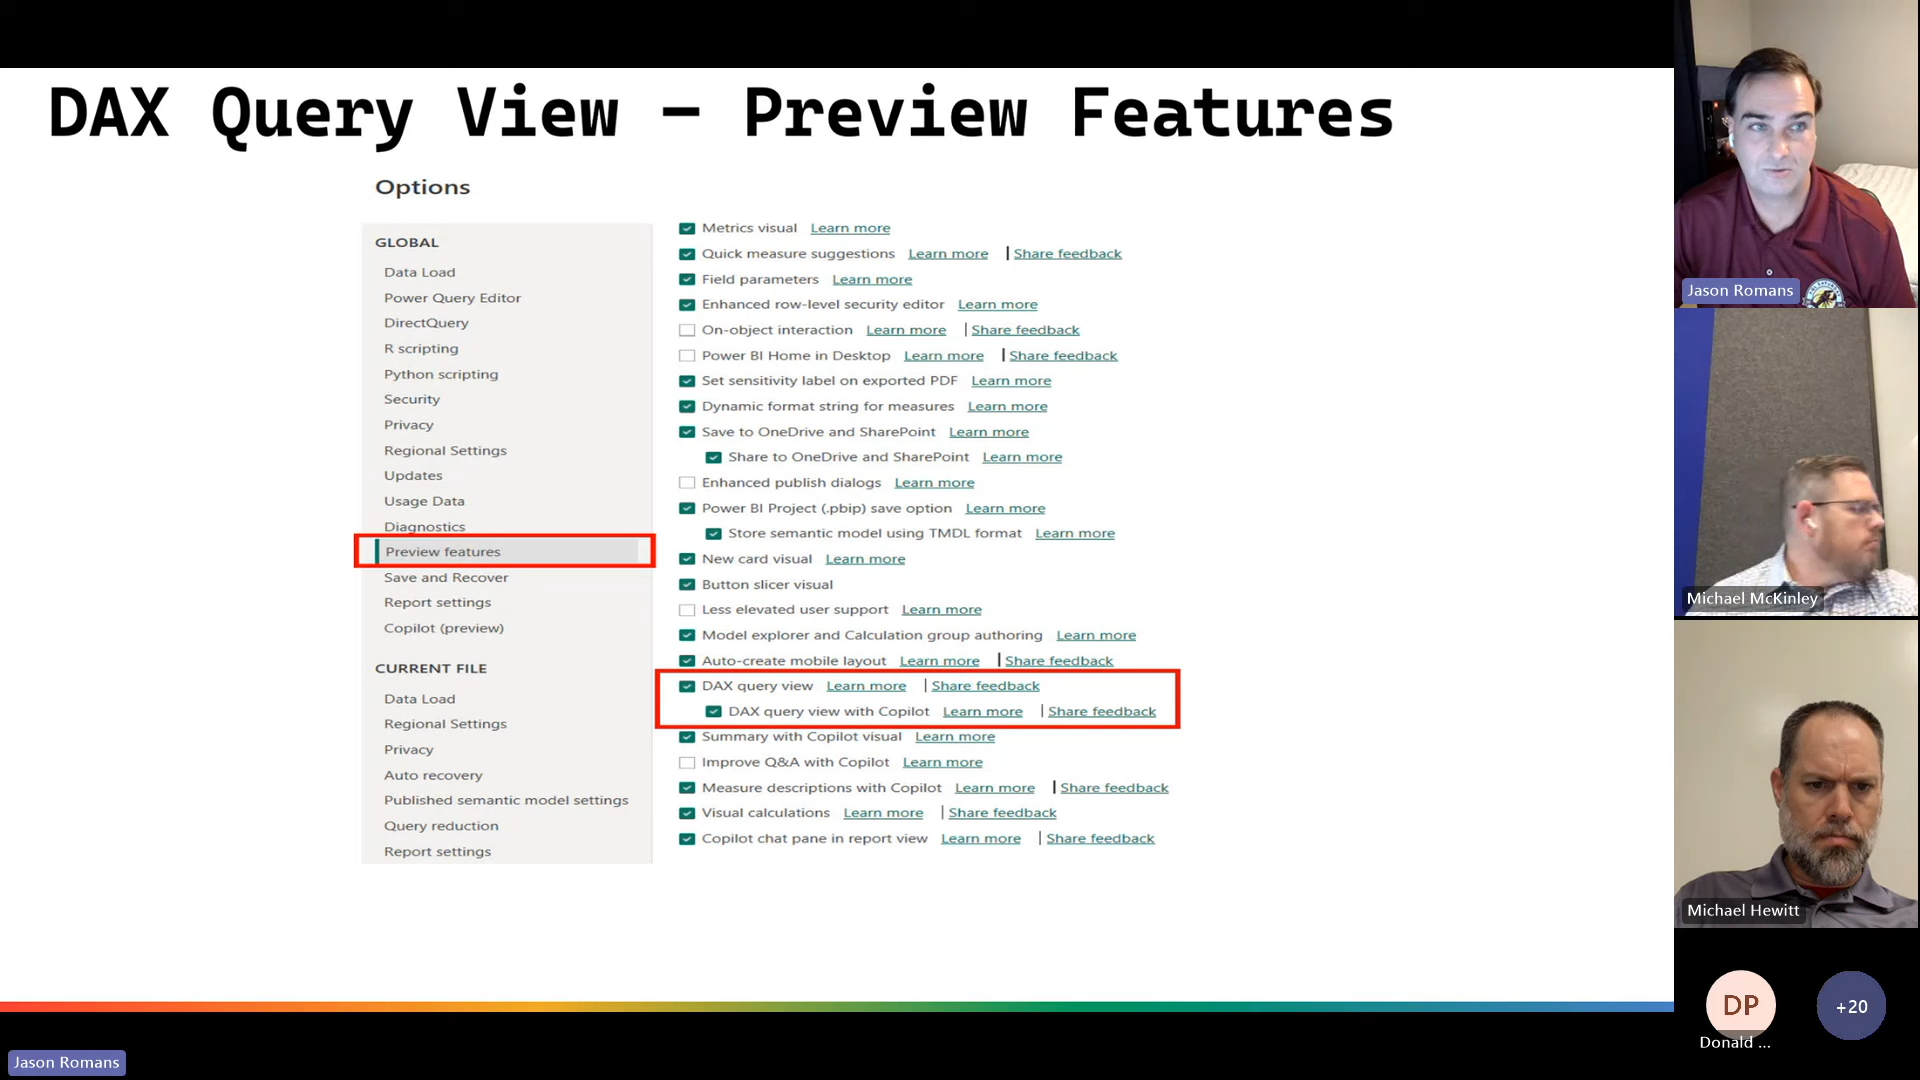 DAX Query View – Preview Features
Options
GLOBAL
Data Load
Power Query Editor
DirectQuery
R scripting
Python scripting
Security
Privacy
Regional Settings
Updates
Usage Data
Diagnostics
Preview features
Save and Recover
Report settings
Copilot (preview)
CURRENT FILE
Data Load
Regional Settings
Privacy
Auto recovery
Published semantic model settings
Query reduction
Report settings
Metrics visual Learn more
Quick measure suggestions Learn more | Share feedback
Field parameters Learn more
Enhanced row-level security editor Learn more
On-object interaction Learn more | Share feedback
Power BI Home in Desktop Learn more | Share feedback
Set sensitivity label on exported PDF Learn more
Dynamic format string for measures Learn more
Save to OneDrive and SharePoint Learn more
Share to OneDrive and SharePoint Learn more
Enhanced publish dialogs Learn more
Power BI Project (.pbip) save option Learn more
Store semantic model using TMDL format Learn more
New card visual Learn more
Button slicer visual
Less elevated user support Learn more
Model explorer and Calculation group authoring Learn more
Auto-create mobile layout Learn more | Share feedback
DAX query view Learn more | Share feedback
DAX query view with Copilot Learn more | Share feedback
Summary with Copilot visual Learn more
Improve Q&A with Copilot Learn more
Measure descriptions with Copilot Learn more | Share feedback
Visual calculations Learn more | Share feedback
Copilot chat pane in report view Learn more | Share feedback
Jason Romans
Michael McKinley
Michael Hewitt
DP
Donald ...
+20
Jason Romans